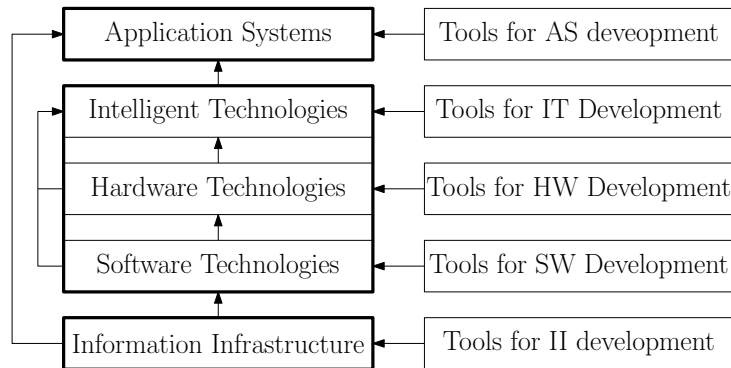 Application Systems
Tools for AS deveopment
Intelligent Technologies
Tools for IT Development
Hardware Technologies
Tools for HW Development
Software Technologies
Tools for SW Development
Information Infrastructure
Tools for II development